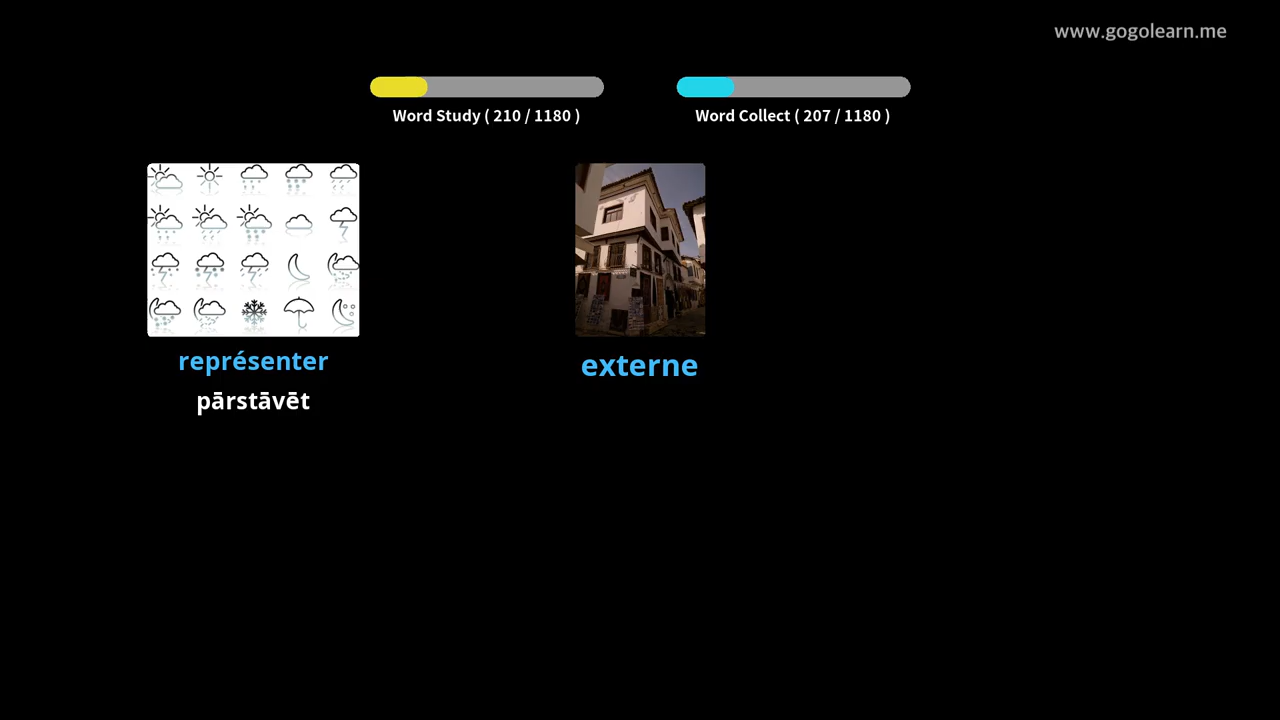 www.gogolearn.me
Word Study ( 210 / 1180 )
Word Collect ( 207 / 1180 )
représenter
pārstāvēt
externe